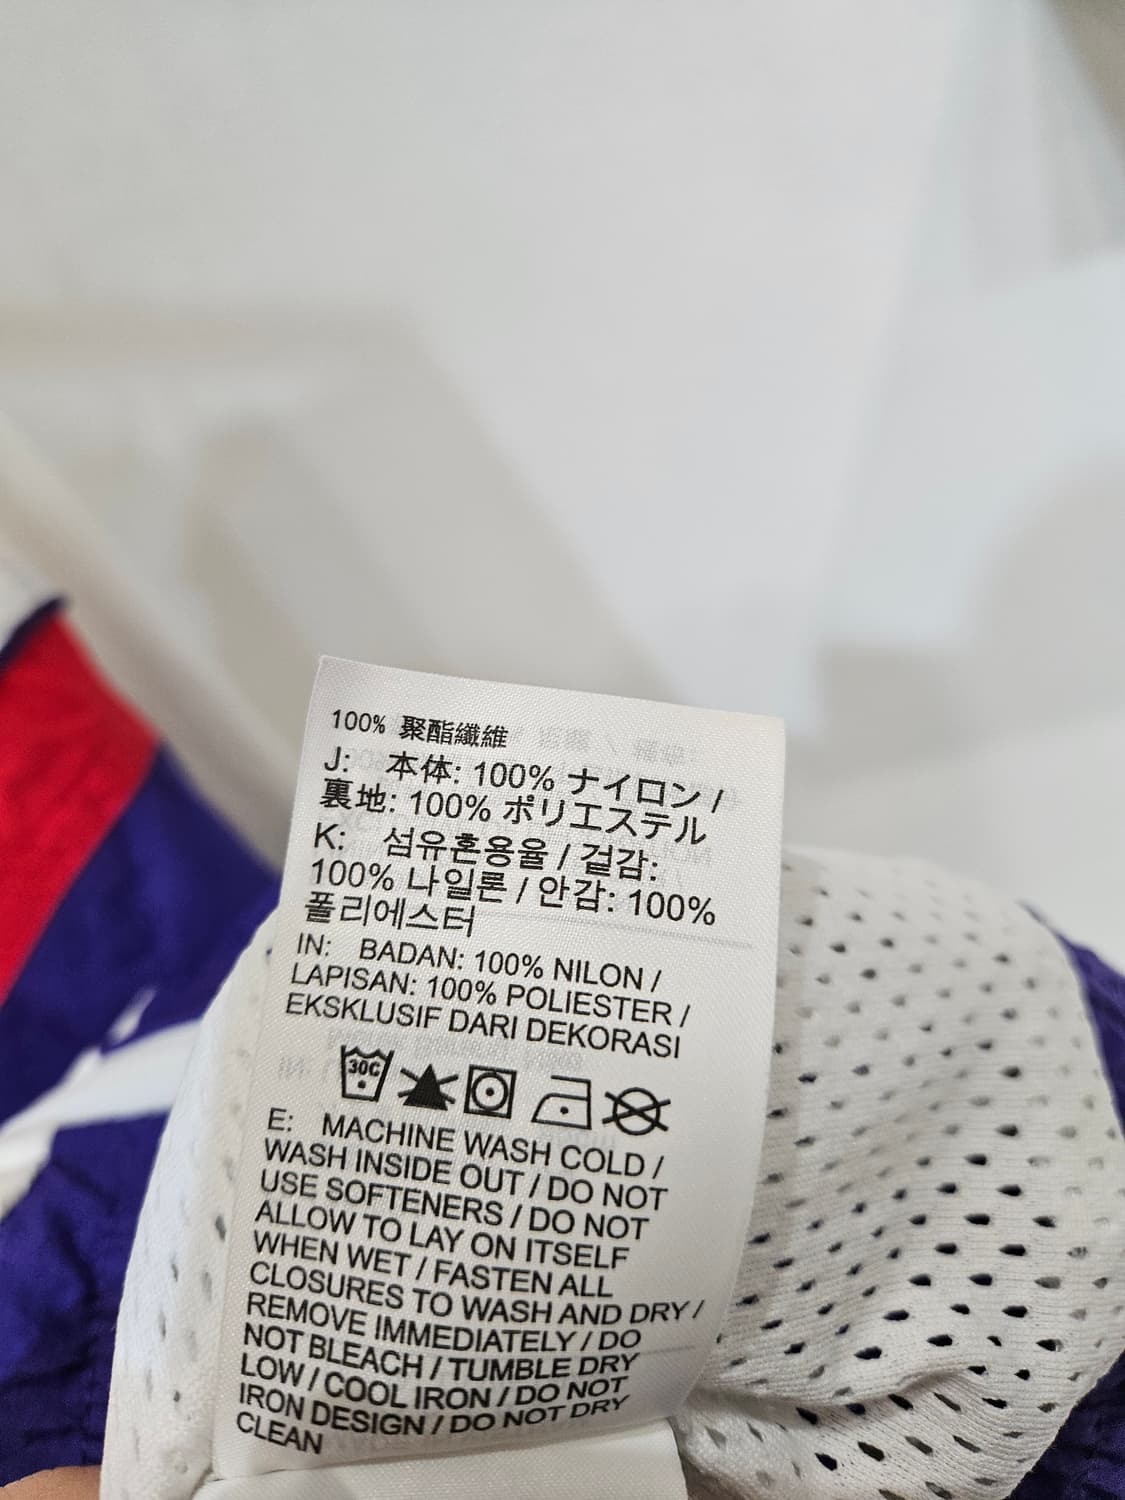 100% 聚酯纖維
J: 本体: 100% ナイロン /
裏地: 100% ポリエステル
K: 섬유혼용율 / 겉감:
100% 나일론 / 안감: 100%
폴리에스터
IN: BADAN: 100% NILON /
LAPISAN: 100% POLIESTER /
EKSKLUSIF DARI DEKORASI
30C
E: MACHINE WASH COLD /
WASH INSIDE OUT / DO NOT
USE SOFTENERS / DO NOT
ALLOW TO LAY ON ITSELF
WHEN WET / FASTEN ALL
CLOSURES TO WASH AND DRY /
REMOVE IMMEDIATELY / DO
NOT BLEACH / TUMBLE DRY
LOW / COOL IRON / DO NOT
IRON DESIGN / DO NOT DRY
CLEAN